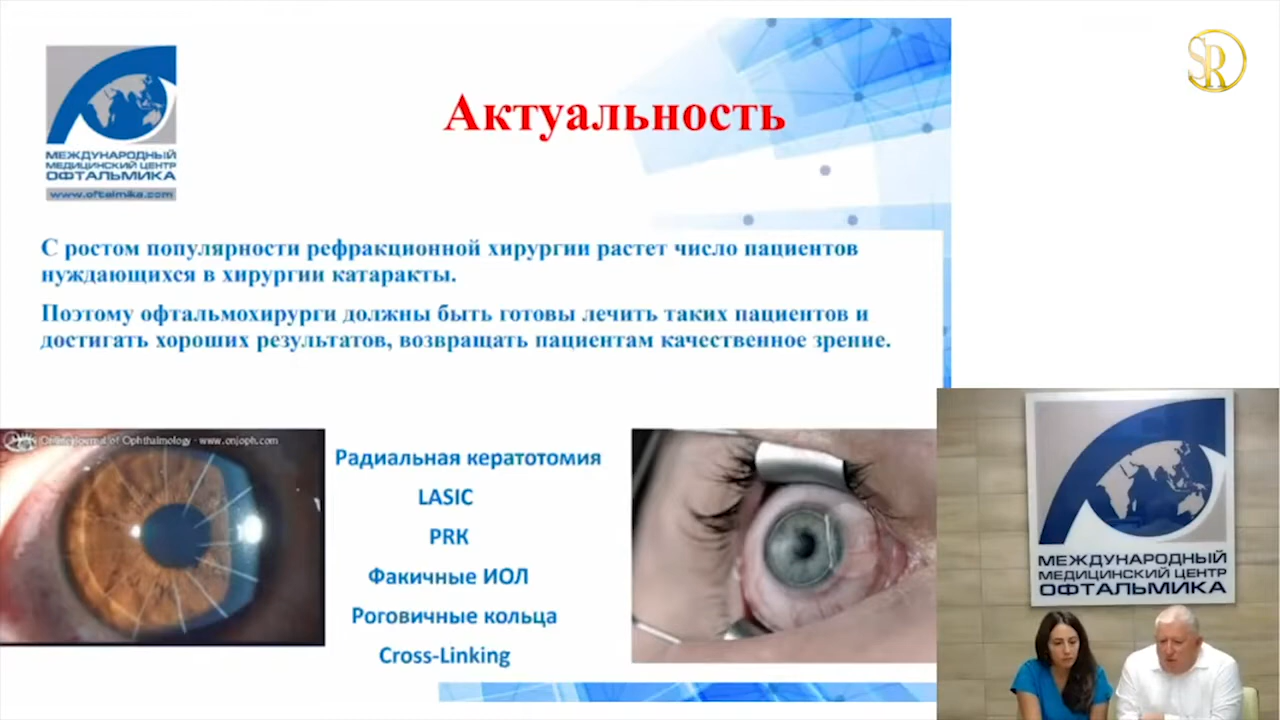 SR
МЕЖДУНАРОДНЫЙ
МЕДИЦИНСКИЙ ЦЕНТР
ОФТАЛЬМИКА
www.oftalmika.com
Актуальность
С ростом популярности рефракционной хирургии растет число пациентов
нуждающихся в хирургии катаракты.
Поэтому офтальмохирурги должны быть готовы лечить таких пациентов и
достигать хороших результатов, возвращать пациентам качественное зрение.
Online Journal of Ophthalmology - www.onjoph.com
Радиальная кератотомия
LASIC
PRK
Факичные ИОЛ
Роговичные кольца
Cross-Linking
МЕЖДУНАРОДНЫЙ
МЕДИЦИНСКИЙ ЦЕНТР
ОФТАЛЬМИКА